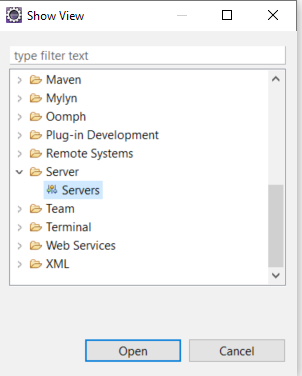 Show View
type filter text
Maven
Mylyn
Oomph
Plug-in Development
Remote Systems
Server
Servers
Team
Terminal
Web Services
XML
Open
Cancel